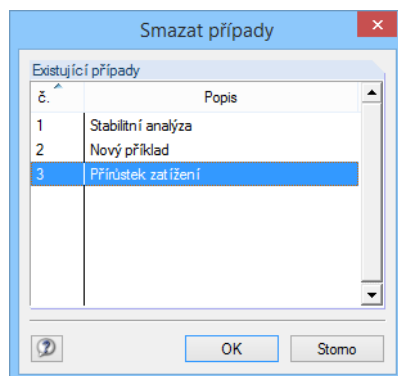 Smazat případy
Existující případy
č. Popis
1 Stabilitní analýza
2 Nový příklad
3 Přírůstek zatížení
OK Storno